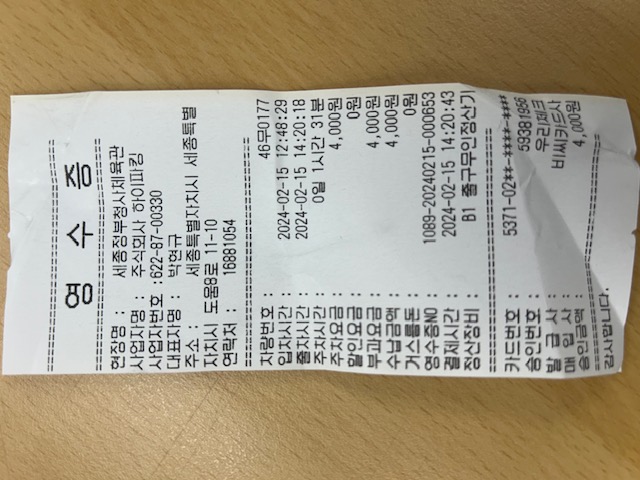 영 수 증
현장명 : 세종정부청사체육관
사업자명 : 주식회사 하이파킹
사업자번호 :622-87-00330
대표자명 : 박현규
주소 : 세종특별자치시 세종특별
자치시 도움8로 11-10
연락처 : 16881054
차량번호 : 46무0177
입차시간 : 2024-02-15 12:48:29
출차시간 : 2024-02-15 14:20:18
주차시간 : 0일 1시간 31분
주차요금 : 4,000원
할인요금 : 0원
부과요금 : 4,000원
수납금액 : 4,000원
거스름돈 : 0원
영수증NO : 1089-20240215-000653
결제시간 : 2024-02-15 14:20:43
정산장비 : B1 출구무인정산기
카드번호 : 5371-02**-****-****
승인번호 : 59381956
발 급 사 : 우리체크
매 입 사 : 비씨카드사
승인금액 : 4,000원
감사합니다.